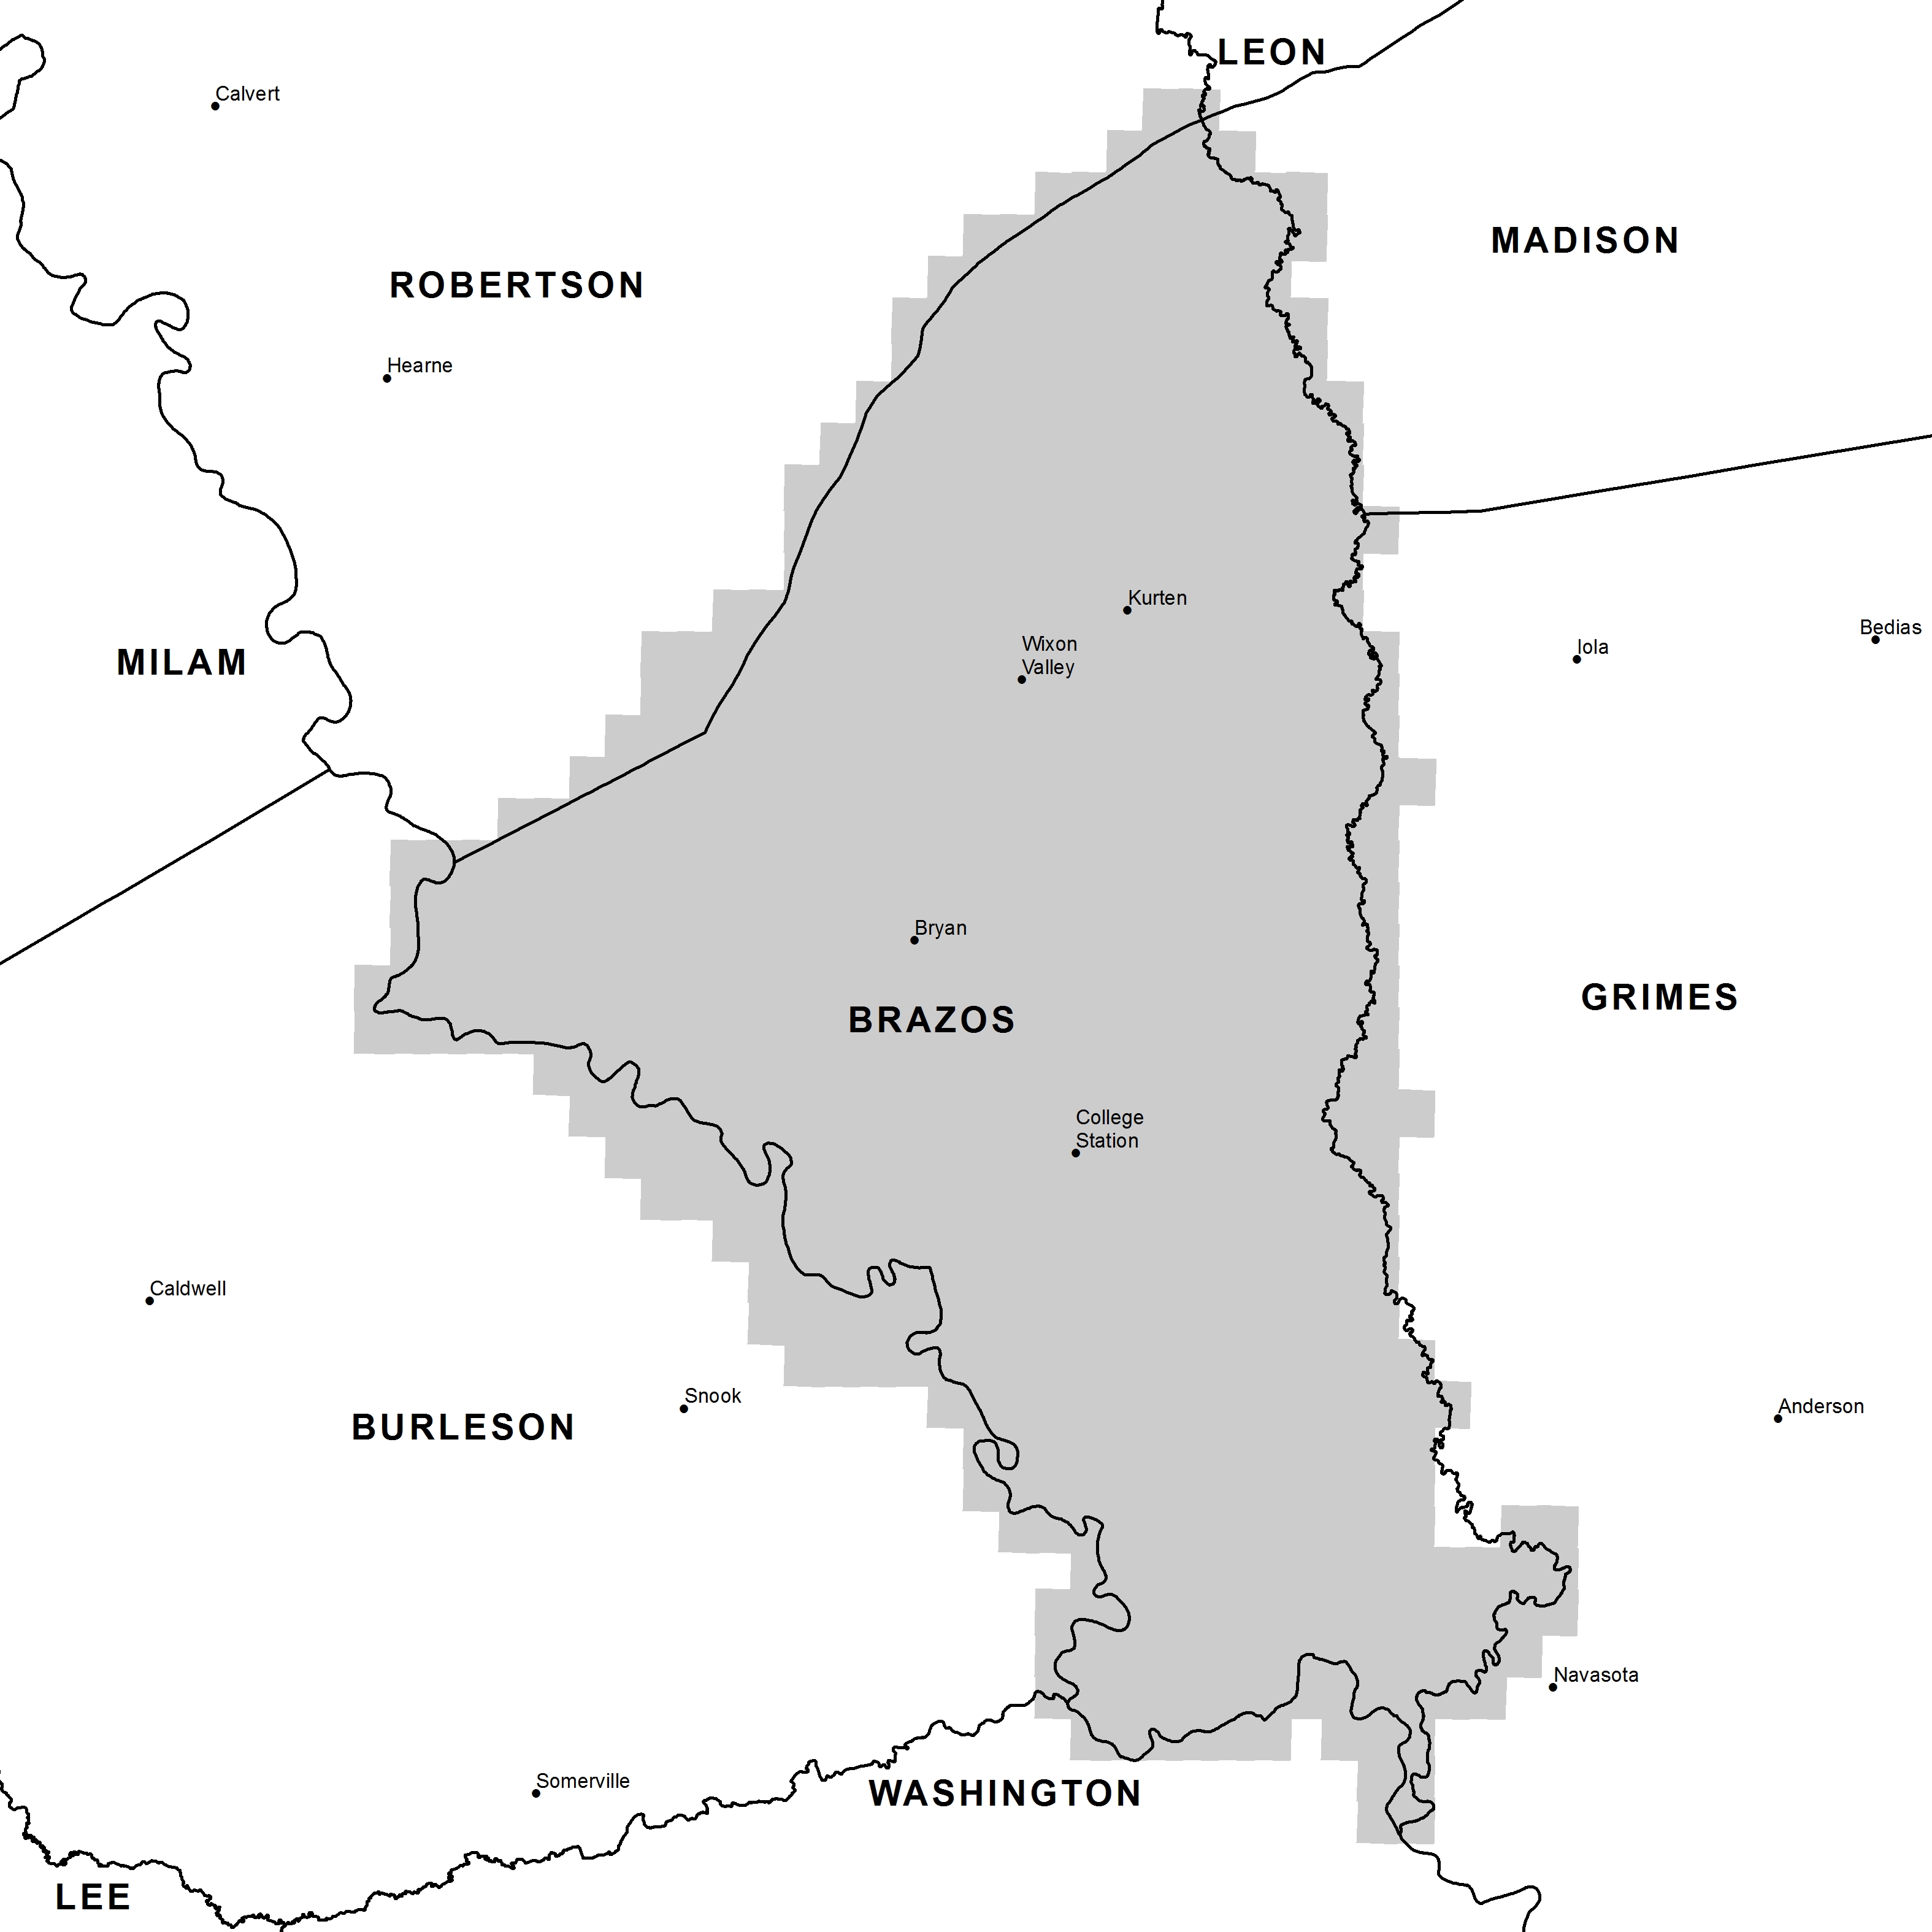 LEON
Calvert
MADISON
ROBERTSON
Hearne
Kurten
Wixon
Valley
Iola
Bedias
MILAM
Bryan
GRIMES
BRAZOS
College
Station
Caldwell
Snook
Anderson
BURLESON
Navasota
Somerville
WASHINGTON
LEE